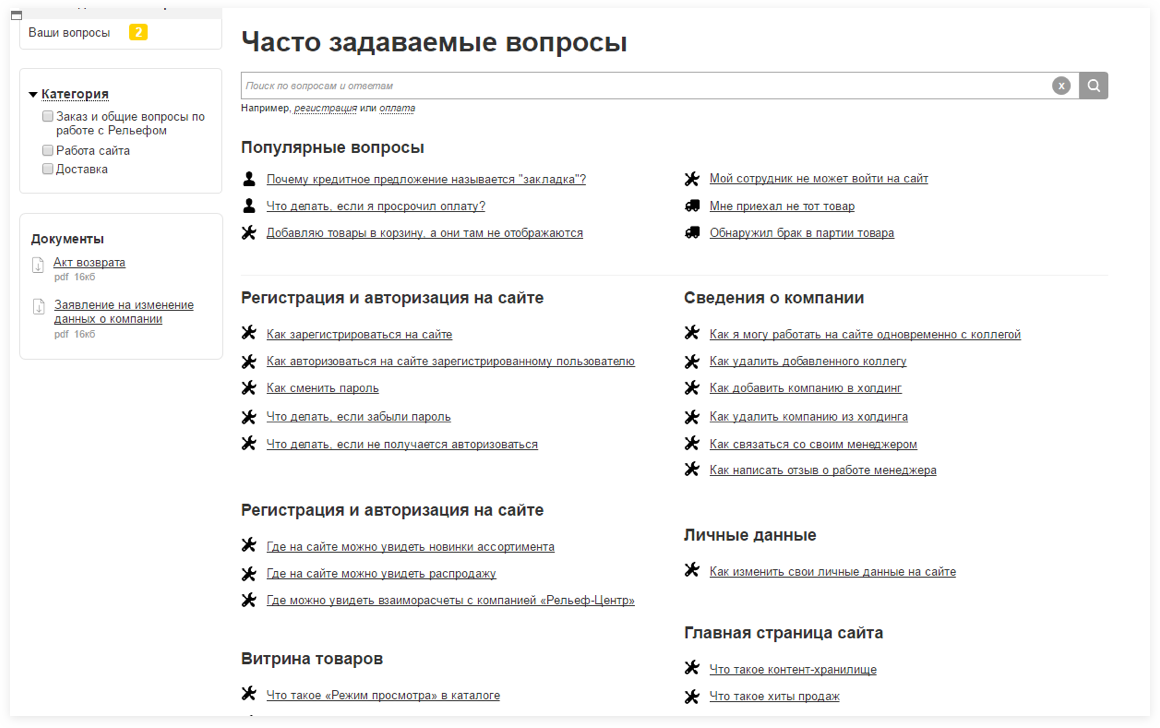 Ваши вопросы 2
Категория
Заказ и общие вопросы по
работе с Рельефом
Работа сайта
Доставка
Документы
Акт возврата
pdf 16кб
Заявление на изменение
данных о компании
pdf 16кб
Часто задаваемые вопросы
Поиск по вопросам и ответам
x
Например, регистрация или оплата
Популярные вопросы
Почему кредитное предложение называется "закладка"?
Что делать, если я просрочил оплату?
Добавляю товары в корзину, а они там не отображаются
Мой сотрудник не может войти на сайт
Мне приехал не тот товар
Обнаружил брак в партии товара
Регистрация и авторизация на сайте
Как зарегистрироваться на сайте
Как авторизоваться на сайте зарегистрированному пользователю
Как сменить пароль
Что делать, если забыли пароль
Что делать, если не получается авторизоваться
Регистрация и авторизация на сайте
Где на сайте можно увидеть новинки ассортимента
Где на сайте можно увидеть распродажу
Где можно увидеть взаиморасчеты с компанией «Рельеф-Центр»
Витрина товаров
Что такое «Режим просмотра» в каталоге
Сведения о компании
Как я могу работать на сайте одновременно с коллегой
Как удалить добавленного коллегу
Как добавить компанию в холдинг
Как удалить компанию из холдинга
Как связаться со своим менеджером
Как написать отзыв о работе менеджера
Личные данные
Как изменить свои личные данные на сайте
Главная страница сайта
Что такое контент-хранилище
Что такое хиты продаж